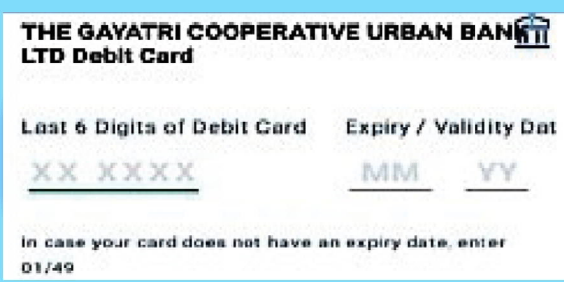 THE GAYATRI COOPERATIVE URBAN BANK
LTD Debit Card
Last 6 Digits of Debit Card Expiry / Validity Dat
XX XXXX MM YY
In case your card does not have an expiry date, enter
01/49